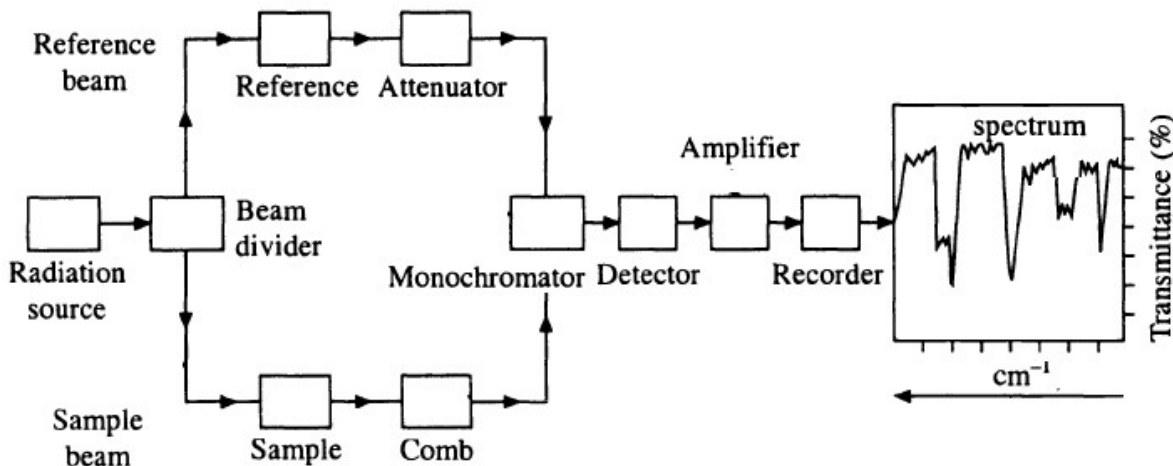 Reference
beam
Reference
Attenuator
Radiation
source
Beam
divider
Monochromator
Detector
Amplifier
Recorder
spectrum
Transmittance (%)
cm⁻¹
Sample
beam
Sample
Comb